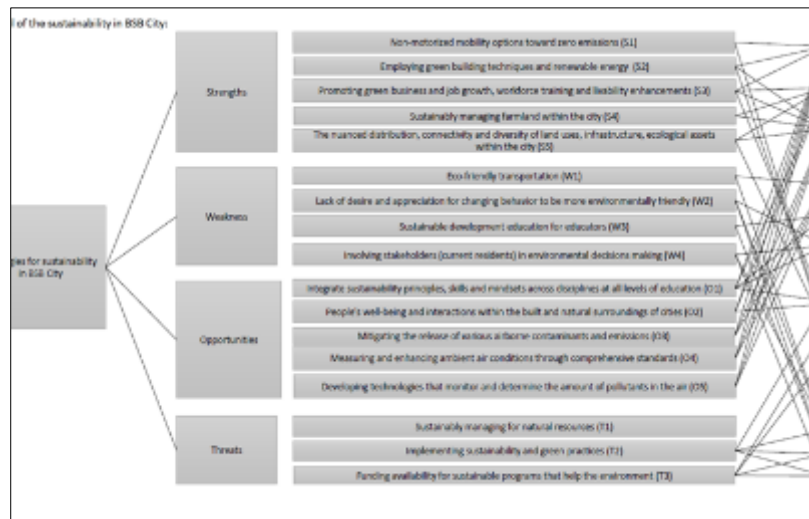 l of the sustainability in BSB City:
Non-motorized mobility options toward zero emissions (S1)
Employing green building techniques and renewable energy (S2)
Strengths
Promoting green business and job growth, workforce training and livability enhancements (S3)
Sustainably managing farmland within the city (S4)
The nuanced distribution, connectivity and diversity of land uses, infrastructure, ecological assets
within the city (S5)
Eco-friendly transportation (W1)
Lack of desire and appreciation for changing behavior to be more environmentally friendly (W2)
Weakness
Sustainable development education for educators (W3)
Involving stakeholders (current residents) in environmental decisions making (W4)
gies for sustainability
in BSB City
Integrate sustainability principles, skills and mindsets across disciplines at all levels of education (O1)
People's well-being and interactions within the built and natural surroundings of cities (O2)
Opportunities
Mitigating the release of various airborne contaminants and emissions (O3)
Measuring and enhancing ambient air conditions through comprehensive standards (O4)
Developing technologies that monitor and determine the amount of pollutants in the air (O5)
Sustainably managing for natural resources (T1)
Threats
Implementing sustainability and green practices (T2)
Funding availability for sustainable programs that help the environment (T3)